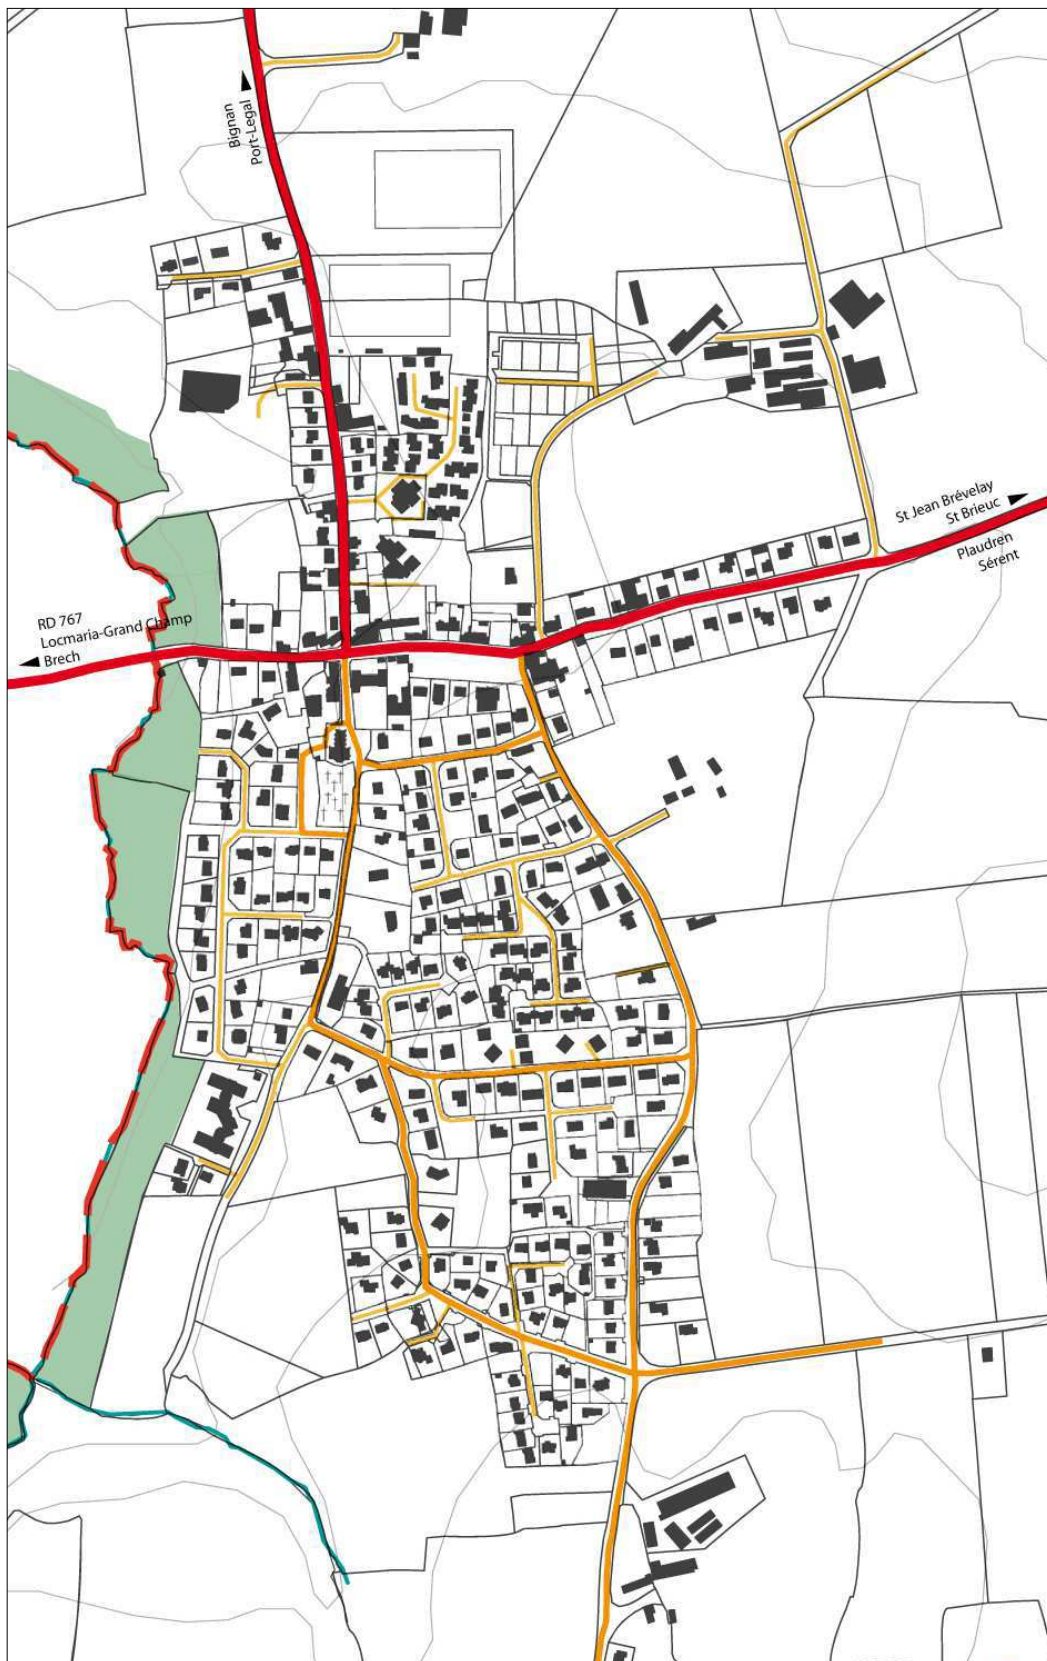 Bignan
Port-Legal
St Jean Brévelay
St Brieuc
Plaudren
Sérent
RD 767
Locmaria-Grand Champ
Brech